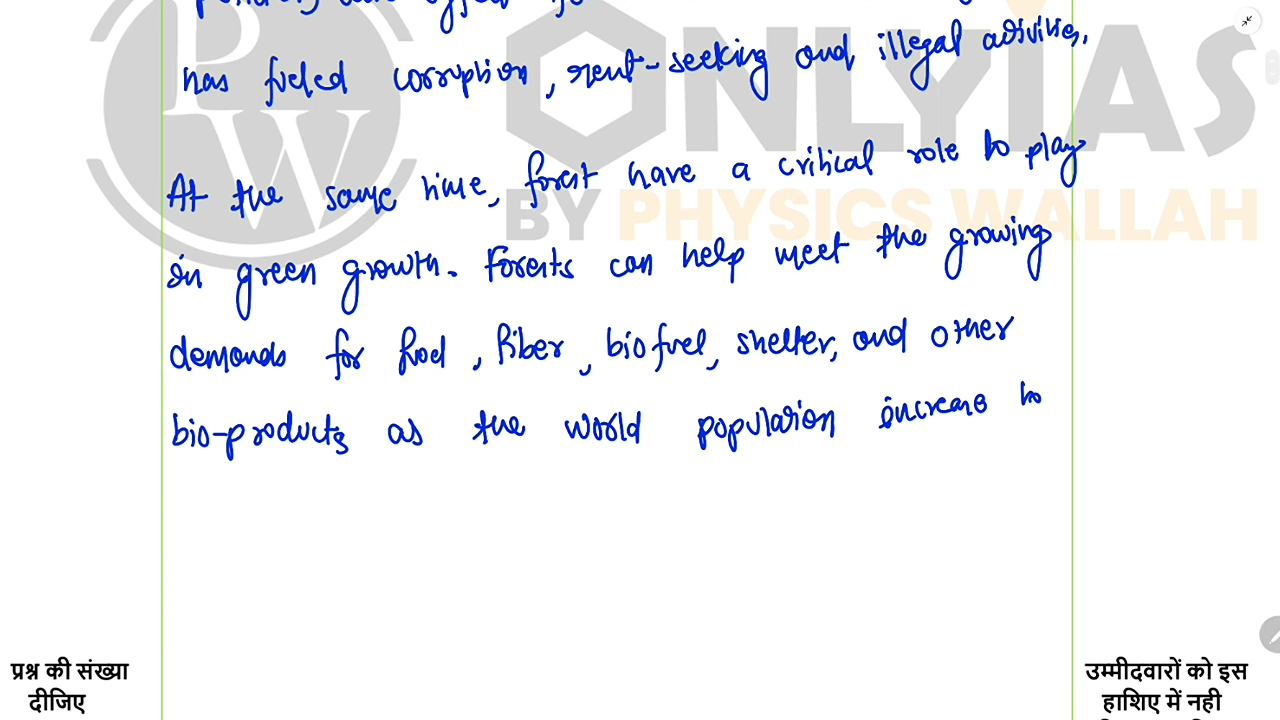 has fueled corruption, rent-seeking and illegal activities.
At the same time, forest have a critical role to play
in green growth. Forests can help meet the growing
demands for food, fiber, biofuel, shelter, and other
bio-products as the world population increase to
PW
ONLYIAS
BY PHYSICS WALLAH
प्रश्न की संख्या
दीजिए
उम्मीदवारों को इस
हाशिए में नही